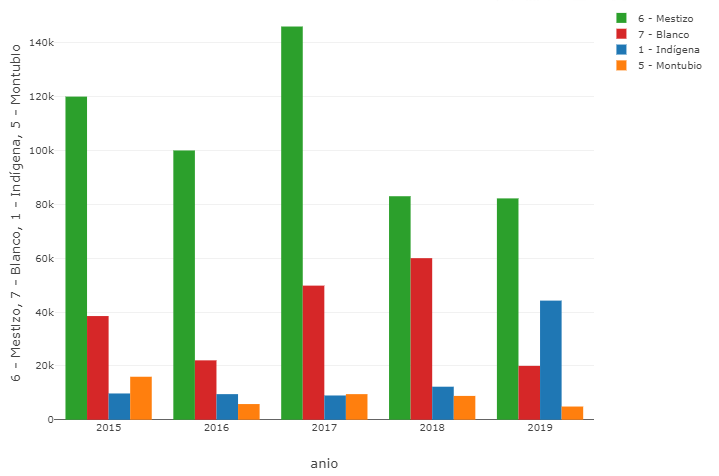 6 - Mestizo
7 - Blanco
1 - Indígena
5 - Montubio
6 – Mestizo, 7 – Blanco, 1 – Indígena, 5 – Montubio
140k
120k
100k
80k
60k
40k
20k
0
2015 2016 2017 2018 2019
anio